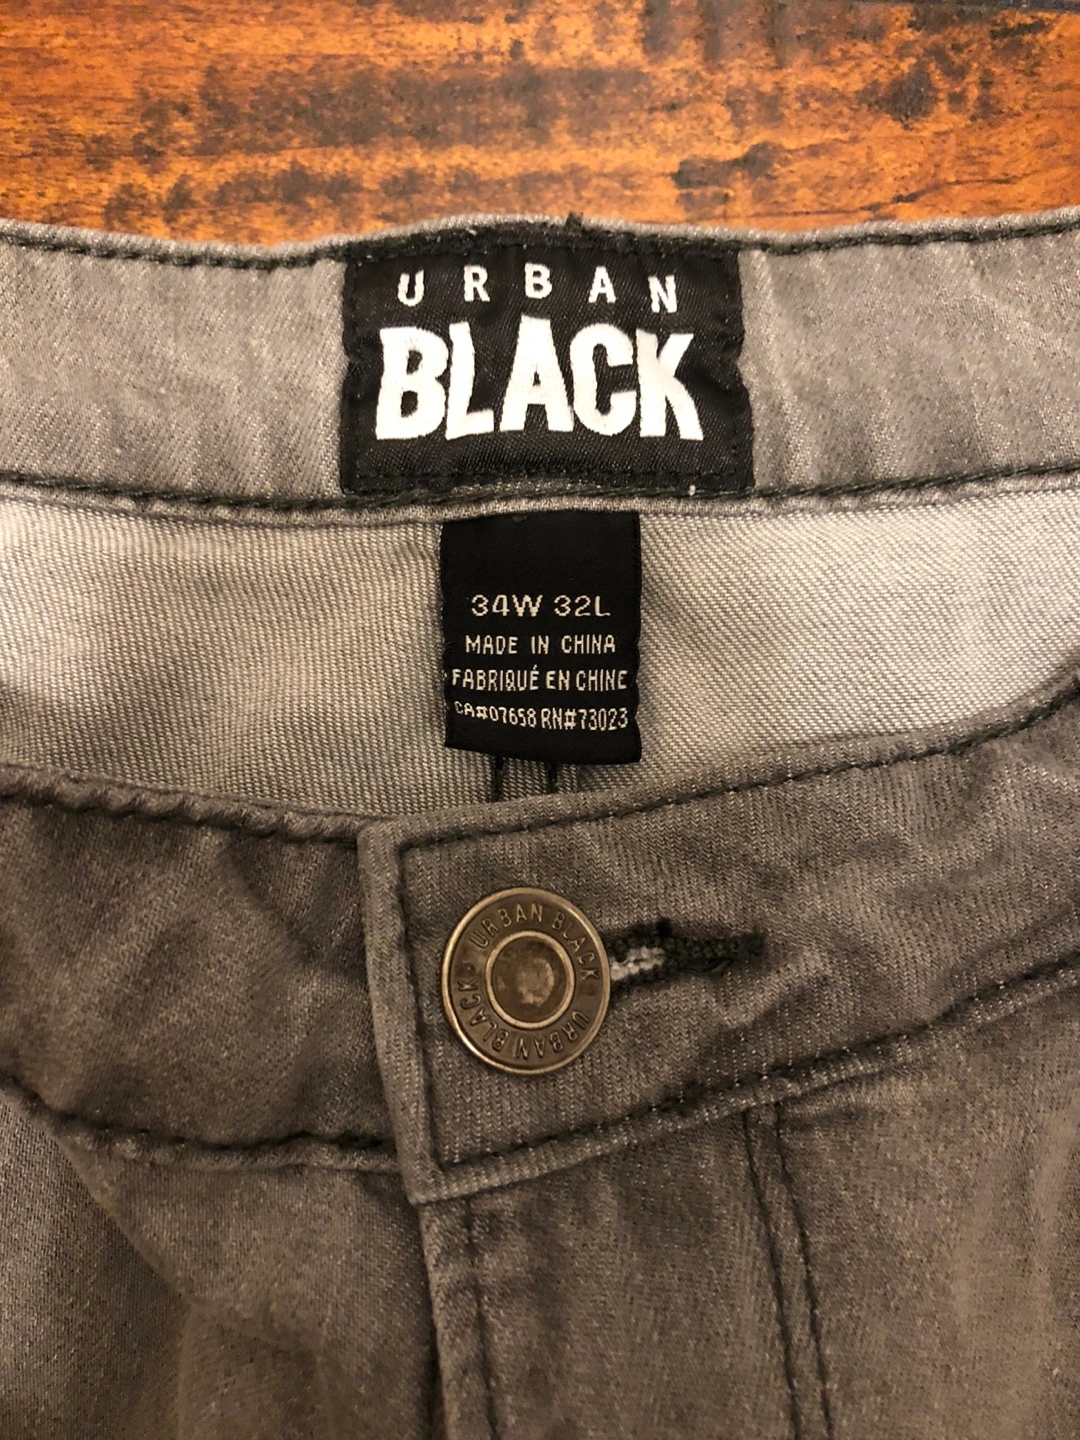 URBAN
BLACK
34W 32L
MADE IN CHINA
FABRIQUÉ EN CHINE
CA#07658 RN#73023
URBAN BLACK · URBAN BLACK ·